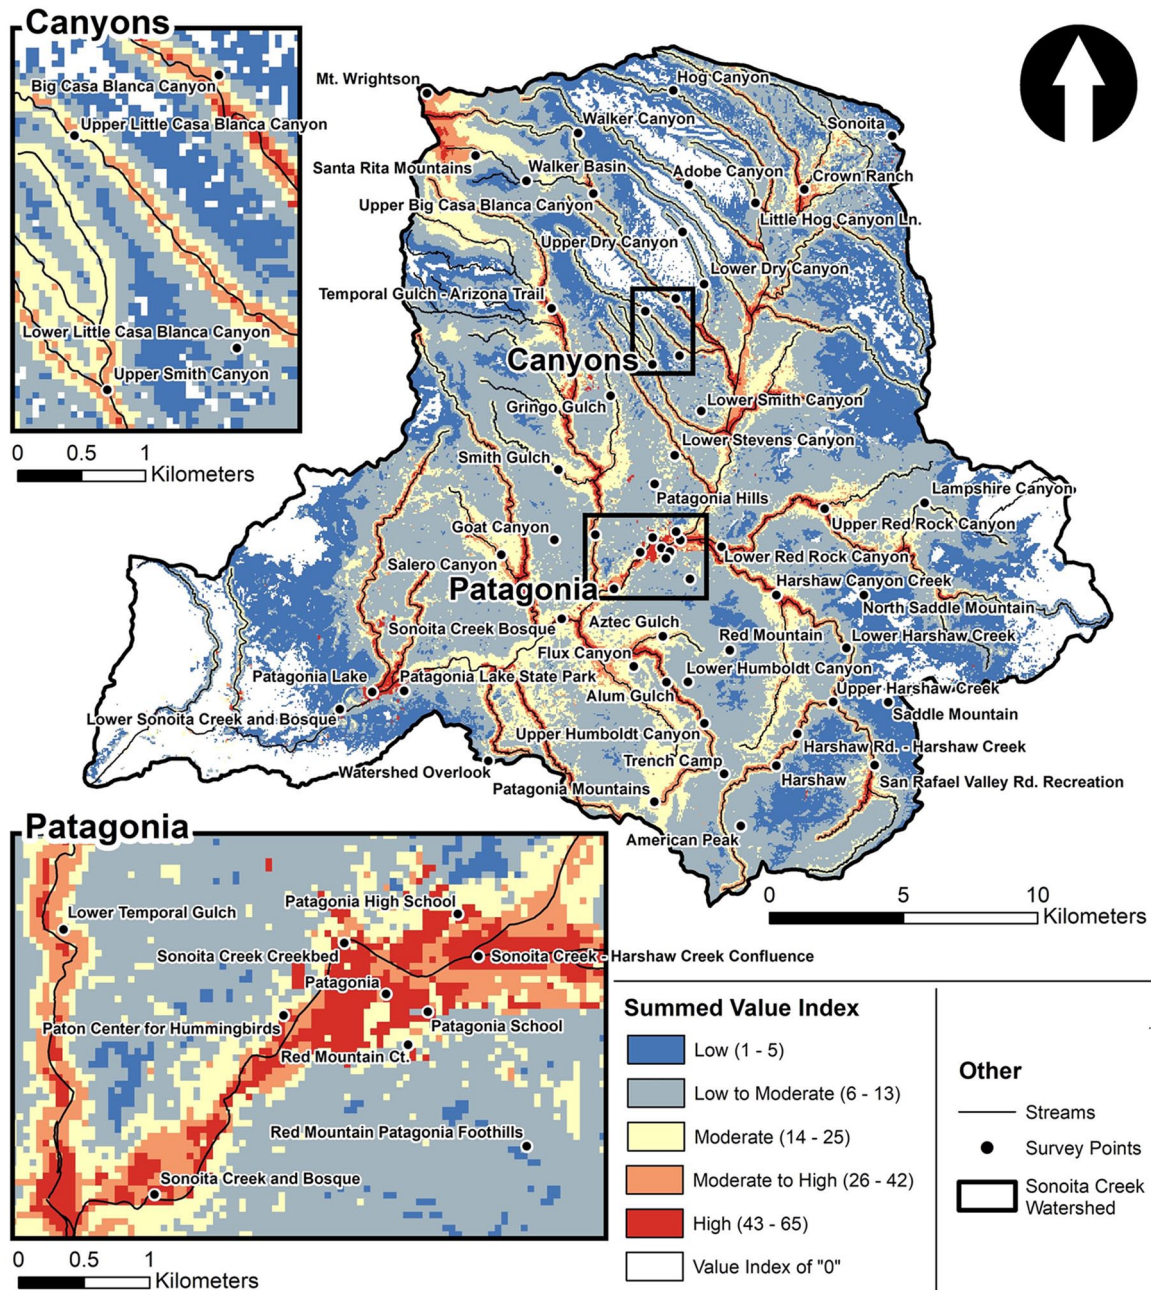 Canyons
Big Casa Blanca Canyon
Upper Little Casa Blanca Canyon
Lower Little Casa Blanca Canyon
Upper Smith Canyon
0 0.5 1
Kilometers
Mt. Wrightson
Hog Canyon
Walker Canyon
Sonoita
Santa Rita Mountains
Walker Basin
Adobe Canyon
Crown Ranch
Upper Big Casa Blanca Canyon
Little Hog Canyon Ln.
Upper Dry Canyon
Lower Dry Canyon
Temporal Gulch - Arizona Trail
Canyons
Gringo Gulch
Lower Smith Canyon
Lower Stevens Canyon
Smith Gulch
Patagonia Hills
Lampshire Canyon
Upper Red Rock Canyon
Goat Canyon
Salero Canyon
Lower Red Rock Canyon
Patagonia
Harshaw Canyon Creek
North Saddle Mountain
Sonoita Creek Bosque
Aztec Gulch
Red Mountain
Lower Harshaw Creek
Flux Canyon
Lower Humboldt Canyon
Patagonia Lake
Patagonia Lake State Park
Alum Gulch
Upper Harshaw Creek
Saddle Mountain
Lower Sonoita Creek and Bosque
Upper Humboldt Canyon
Harshaw Rd. - Harshaw Creek
Watershed Overlook
Trench Camp
Harshaw
San Rafael Valley Rd. Recreation
Patagonia Mountains
American Peak
0 5 10
Kilometers
Patagonia
Lower Temporal Gulch
Patagonia High School
Sonoita Creek Creekbed
Sonoita Creek - Harshaw Creek Confluence
Patagonia
Paton Center for Hummingbirds
Patagonia School
Red Mountain Ct.
Red Mountain Patagonia Foothills
Sonoita Creek and Bosque
0 0.5 1
Kilometers
Summed Value Index
Low (1 - 5)
Low to Moderate (6 - 13)
Moderate (14 - 25)
Moderate to High (26 - 42)
High (43 - 65)
Value Index of "0"
Other
Streams
Survey Points
Sonoita Creek
Watershed